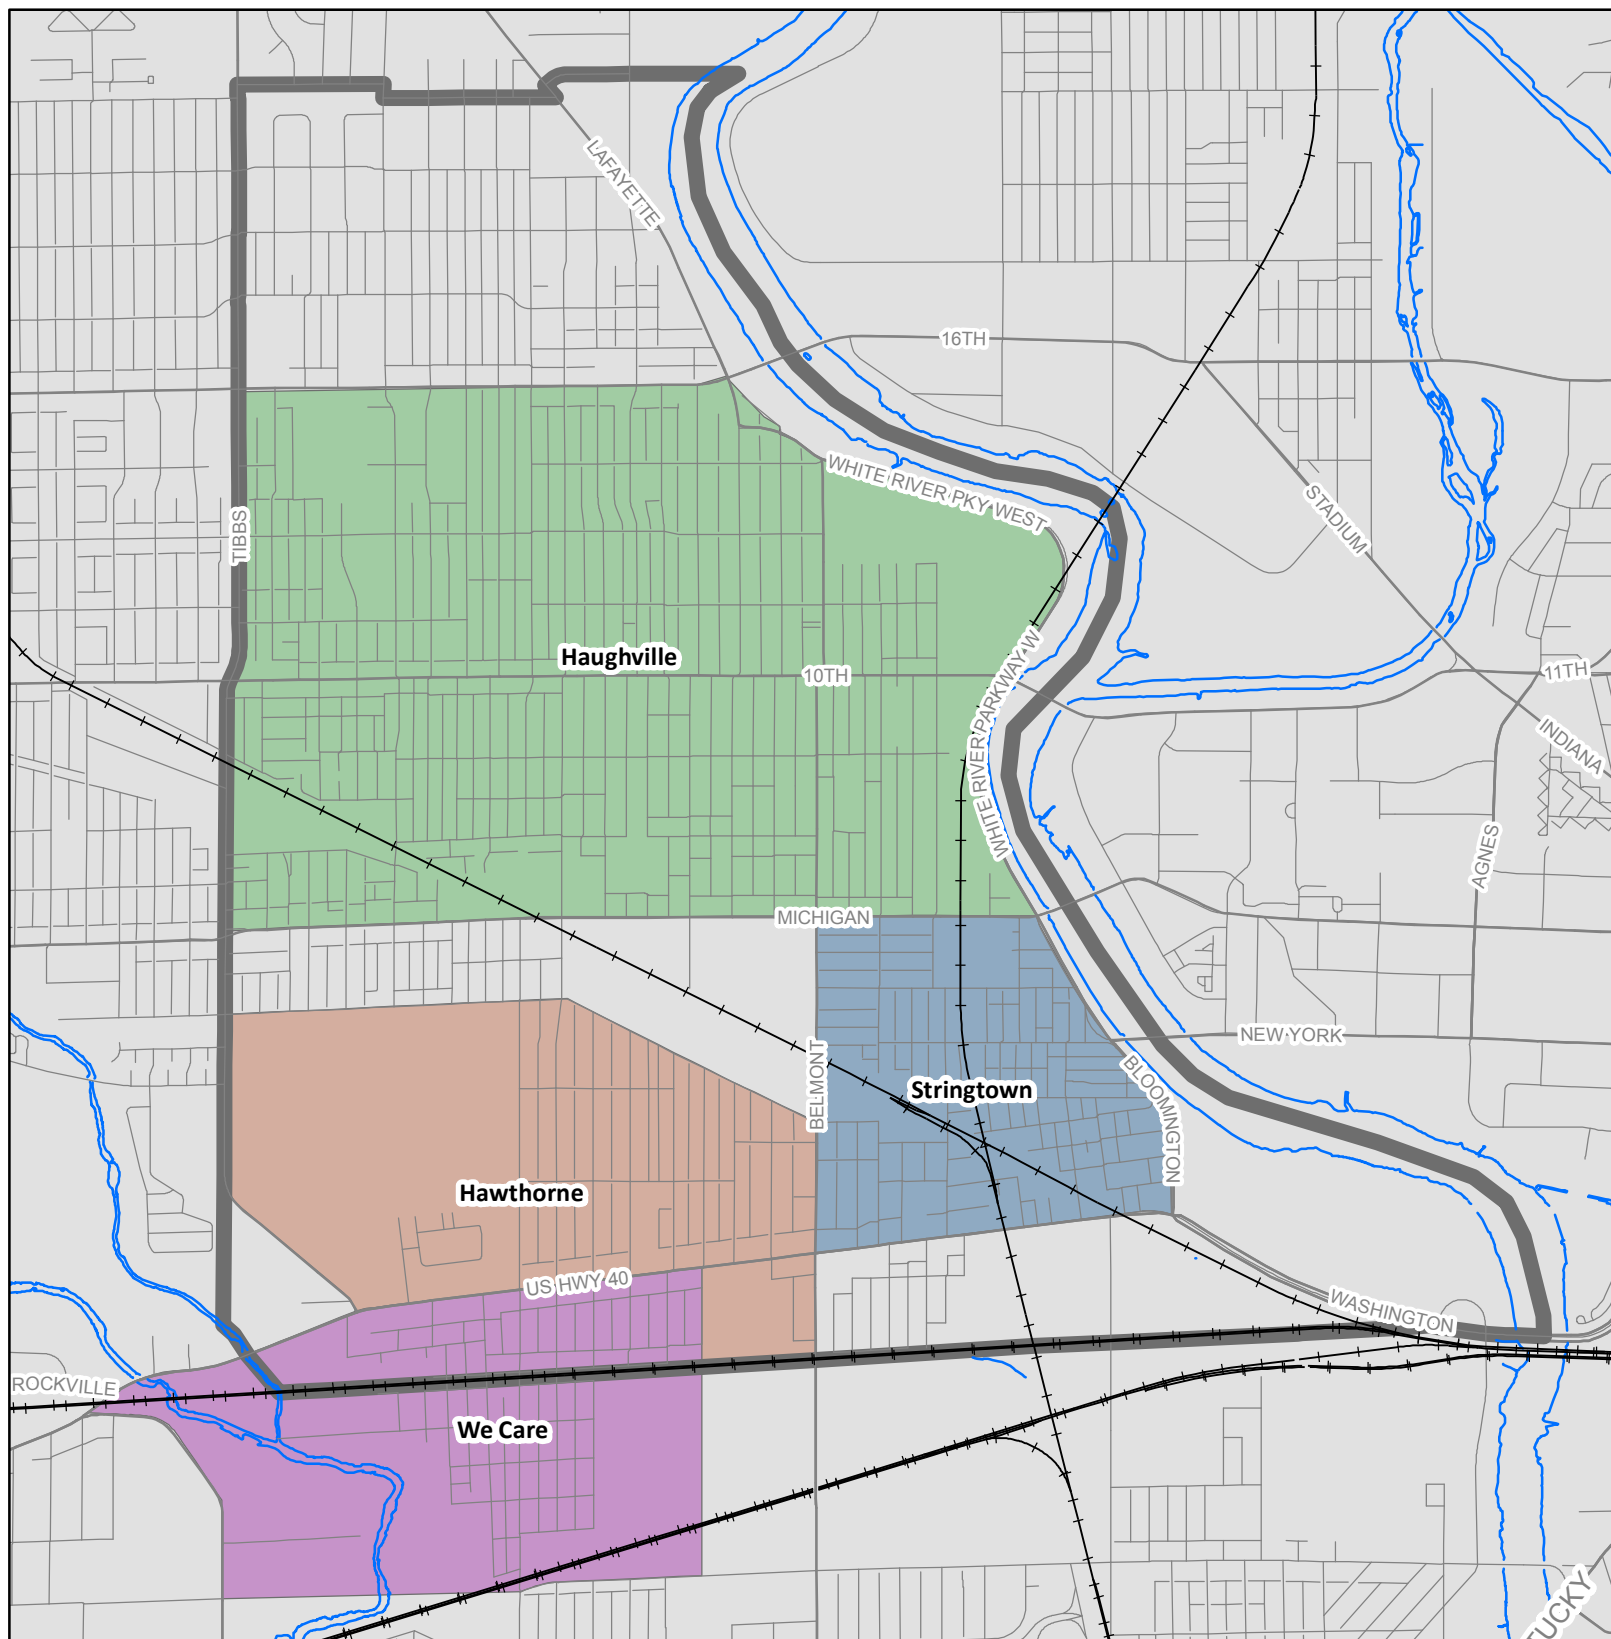 LAFAYETTE
16TH
WHITE RIVER PKY WEST
STADIUM
TIBBS
Haughville
WHITE RIVER PARKWAY W
10TH
11TH
INDIANA
AGNES
MICHIGAN
NEW YORK
BELMONT
Stringtown
BLOOMINGTON
Hawthorne
US HWY 40
WASHINGTON
ROCKVILLE
We Care
TUCKY